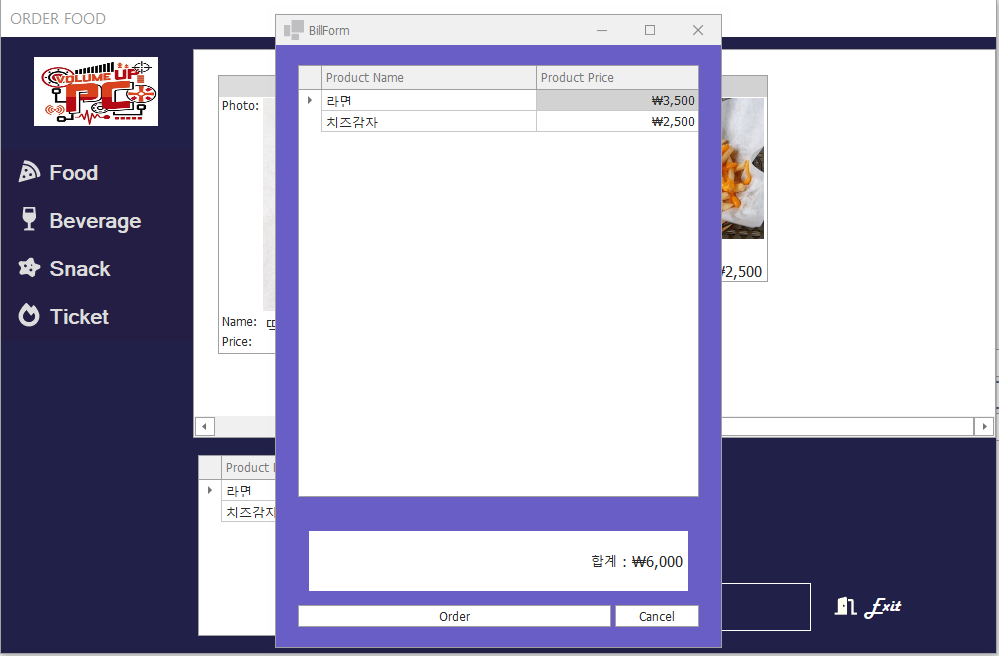 ORDER FOOD
BillForm
VOLUME UP
PC
Food
Beverage
Snack
Ticket
Photo:
Name:
Price:
₩2,500
Product Name Product Price
라면 ₩3,500
치즈감자 ₩2,500
Product
라면
치즈감자
합계 : ₩6,000
Order Cancel
Exit